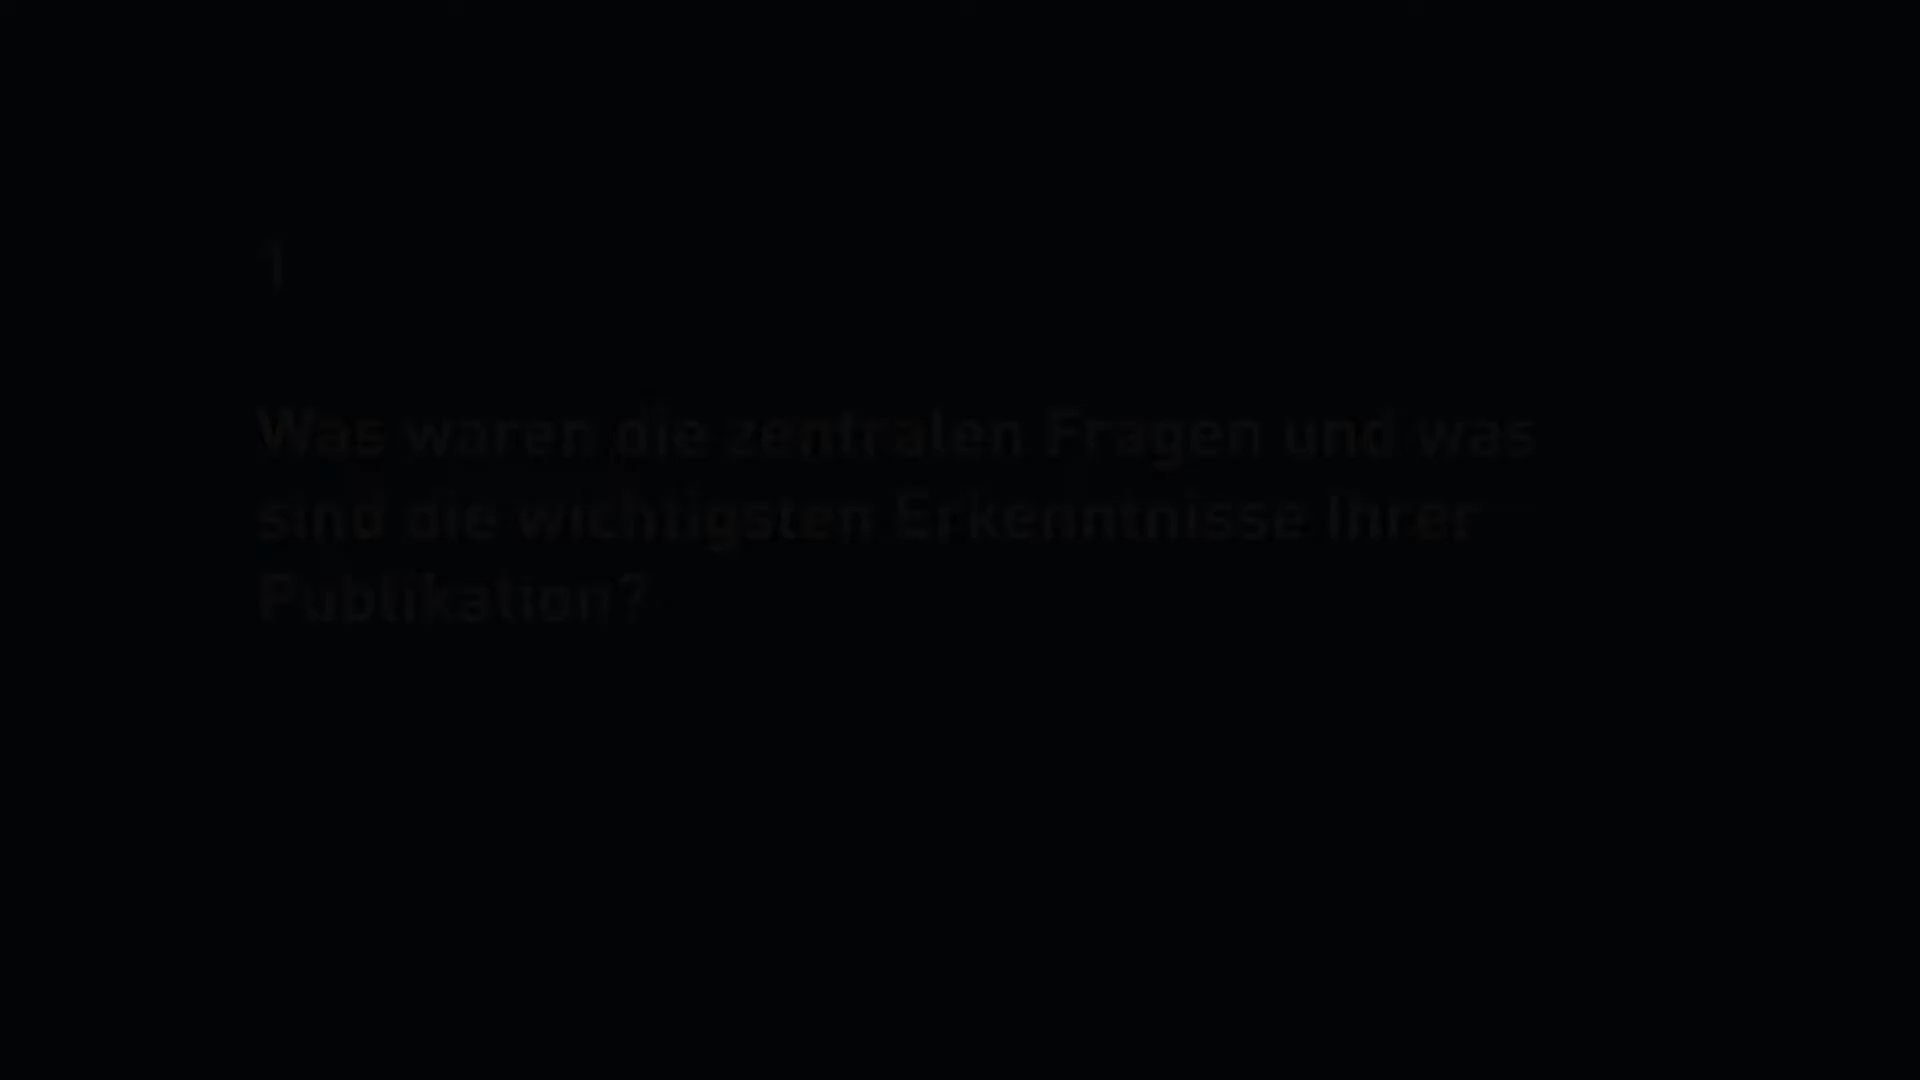 1
Was waren die zentralen Fragen und was
sind die wichtigsten Erkenntnisse Ihrer
Publikation?